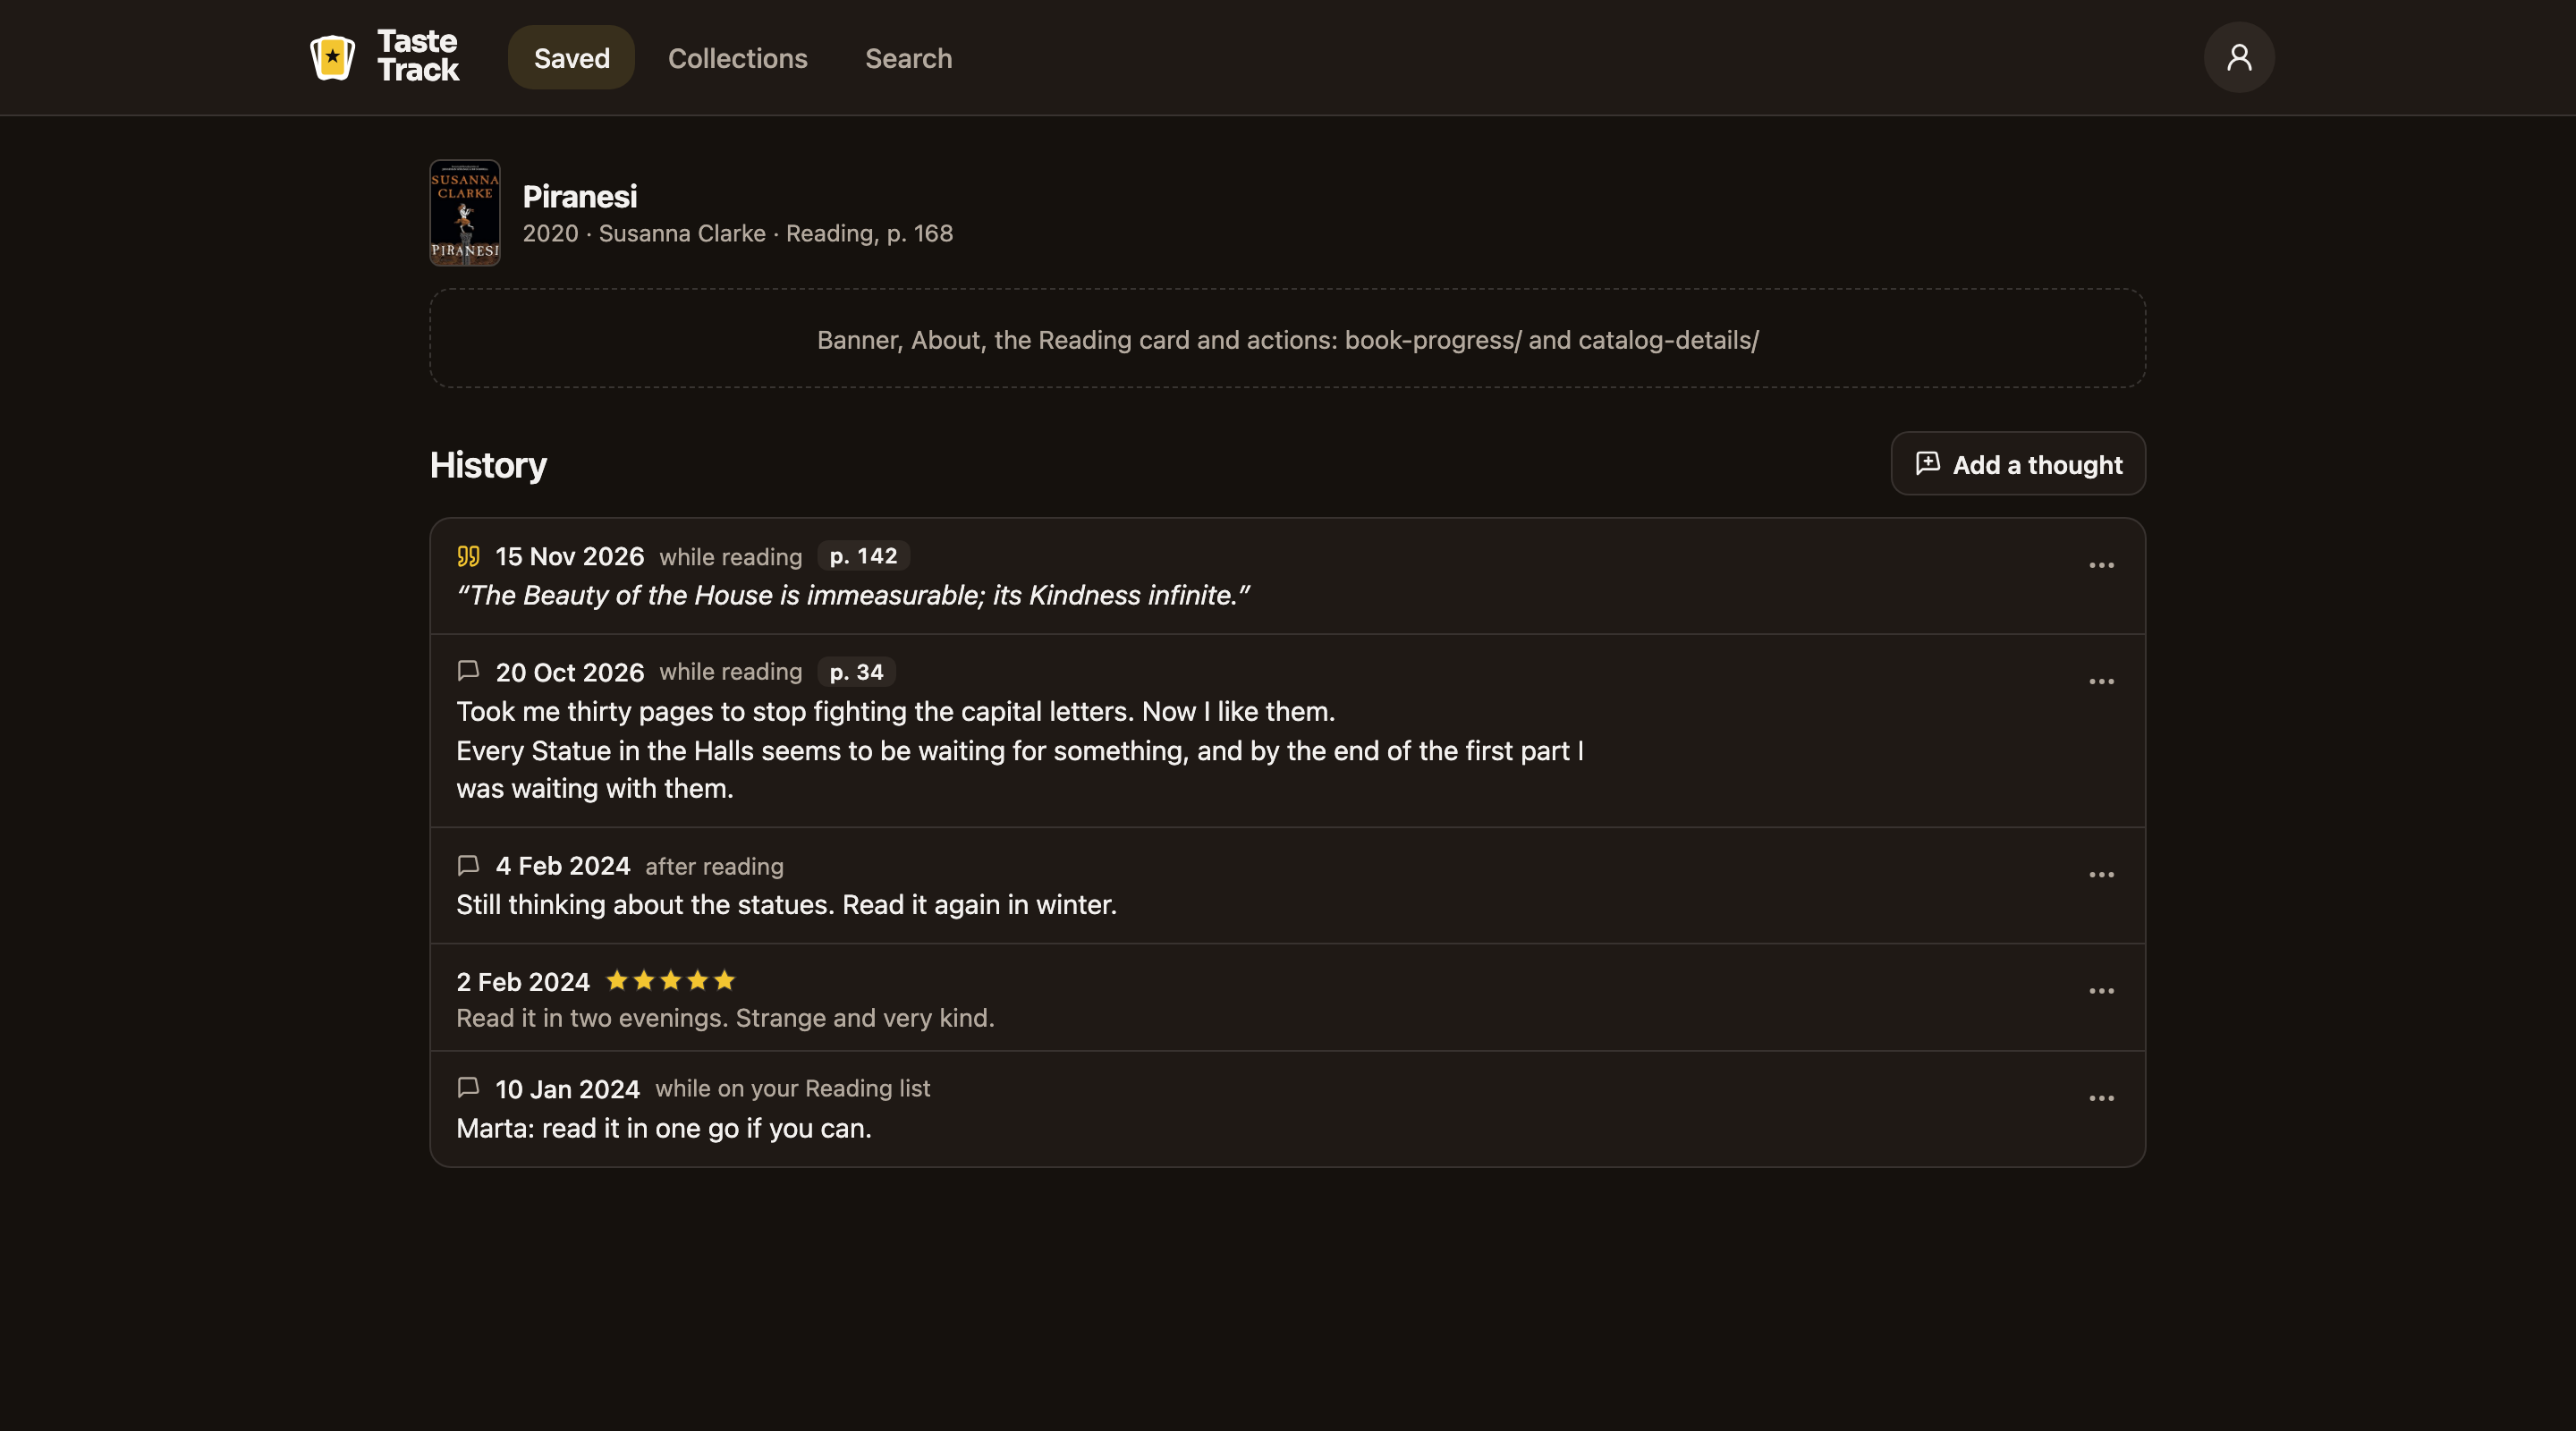 Taste
Track
Saved
Collections
Search
SUSANNA
CLARKE
PIRANESI
Piranesi
2020 · Susanna Clarke · Reading, p. 168
Banner, About, the Reading card and actions: book-progress/ and catalog-details/
History
Add a thought
15 Nov 2026 while reading p. 142
“The Beauty of the House is immeasurable; its Kindness infinite.”
20 Oct 2026 while reading p. 34
Took me thirty pages to stop fighting the capital letters. Now I like them.
Every Statue in the Halls seems to be waiting for something, and by the end of the first part I
was waiting with them.
4 Feb 2024 after reading
Still thinking about the statues. Read it again in winter.
2 Feb 2024
Read it in two evenings. Strange and very kind.
10 Jan 2024 while on your Reading list
Marta: read it in one go if you can.